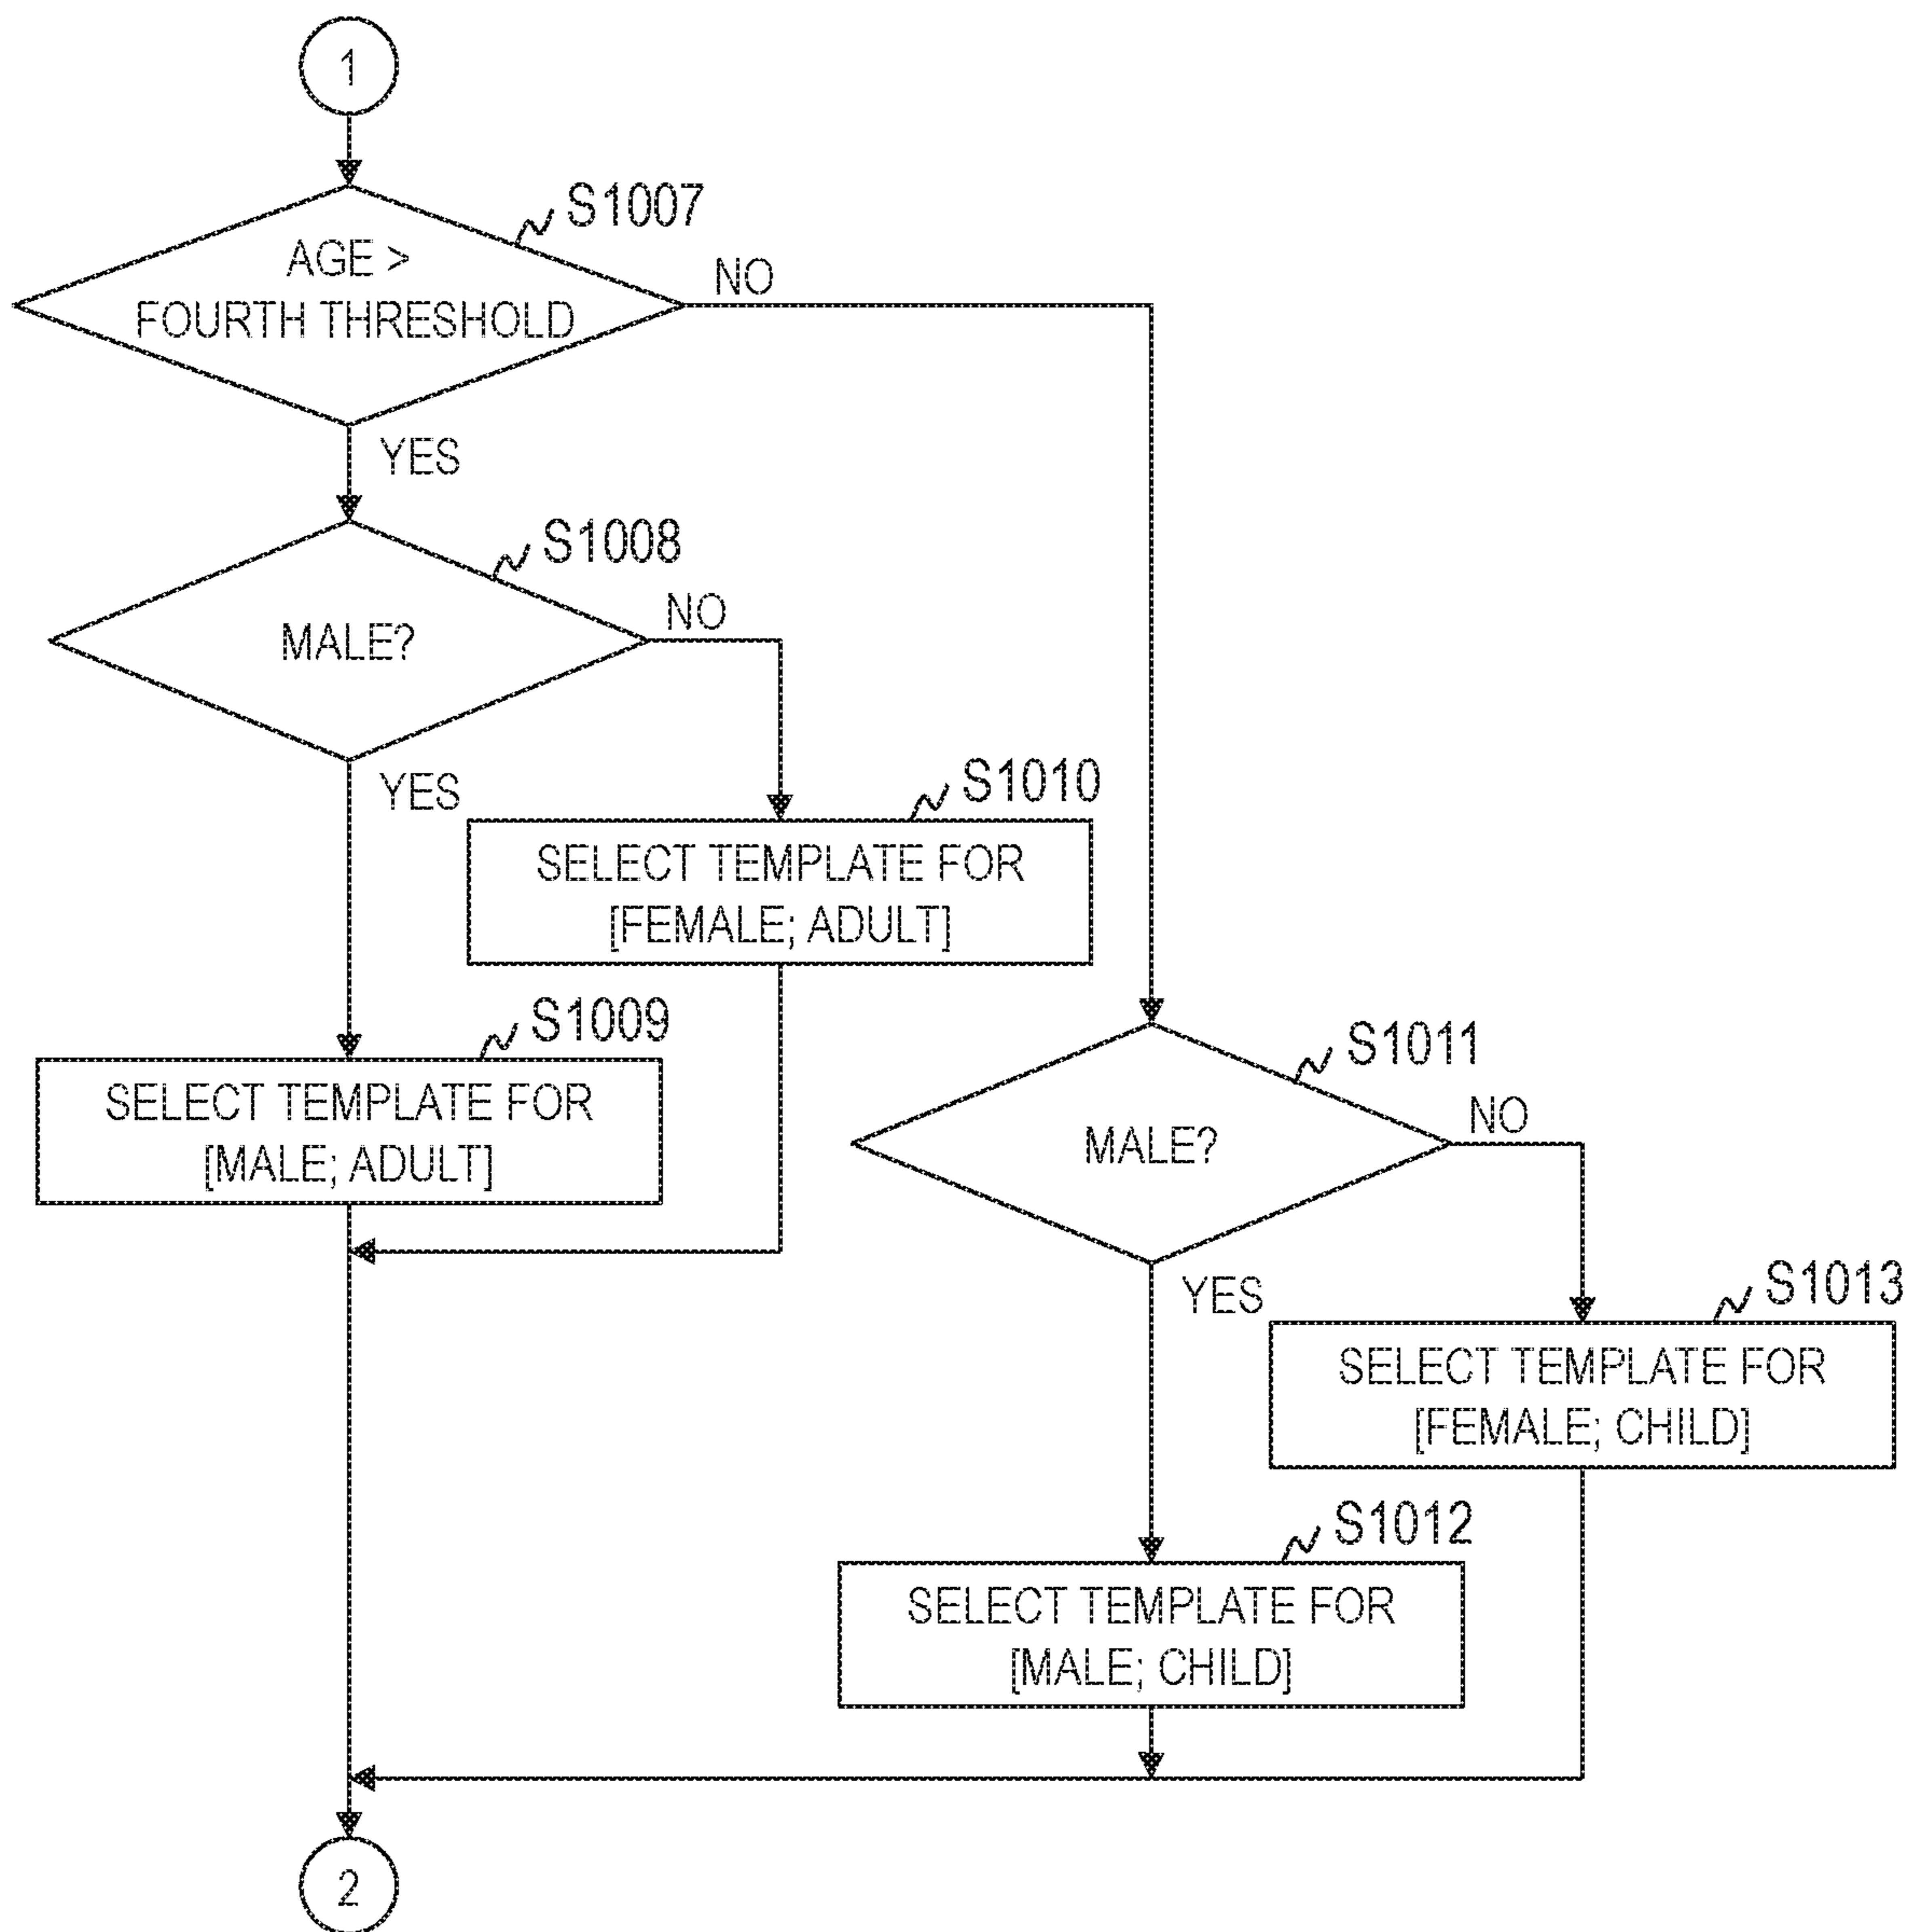 1
S1007
AGE >
FOURTH THRESHOLD
NO
YES
S1008
MALE?
NO
YES
S1010
SELECT TEMPLATE FOR
[FEMALE; ADULT]
S1009
SELECT TEMPLATE FOR
[MALE; ADULT]
S1011
MALE?
NO
YES
S1013
SELECT TEMPLATE FOR
[FEMALE; CHILD]
S1012
SELECT TEMPLATE FOR
[MALE; CHILD]
2